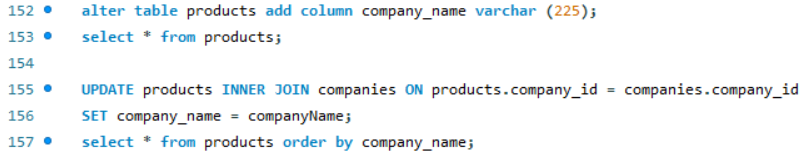 152 alter table products add column company_name varchar (225);
153 select * from products;
154
155 UPDATE products INNER JOIN companies ON products.company_id = companies.company_id
156 SET company_name = companyName;
157 select * from products order by company_name;